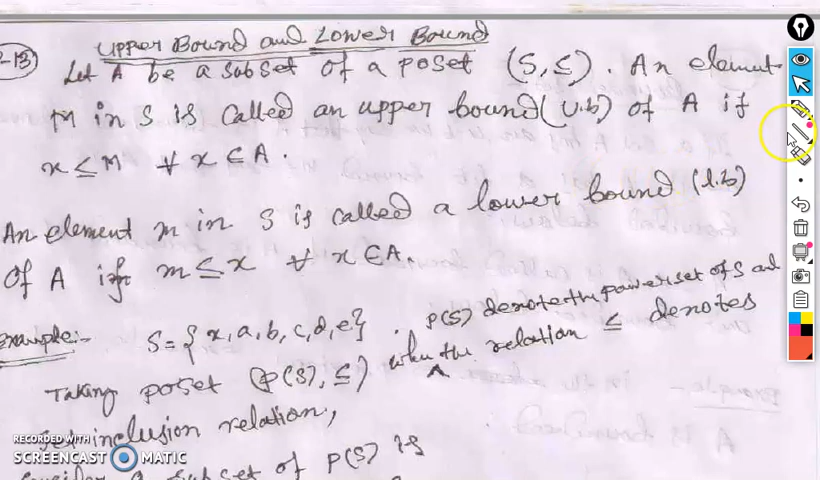 -13)
Upper Bound and Lower Bound
Let A be a subset of a poset (S, ≤). An element
M in S is called an upper bound (U.b) of A if
x ≤ M ∀ x ∈ A.
An element m in S is called a lower bound (l.b)
Of A if m ≤ x ∀ x ∈ A.
Example:- S = {x, a, b, c, d, e}. P(S) denote the power set of S and
Taking poset (P(S), ≤) when the relation ≤ denotes
Set inclusion relation,
Consider a subset of P(S) is
RECORDED WITH
SCREENCAST MATIC